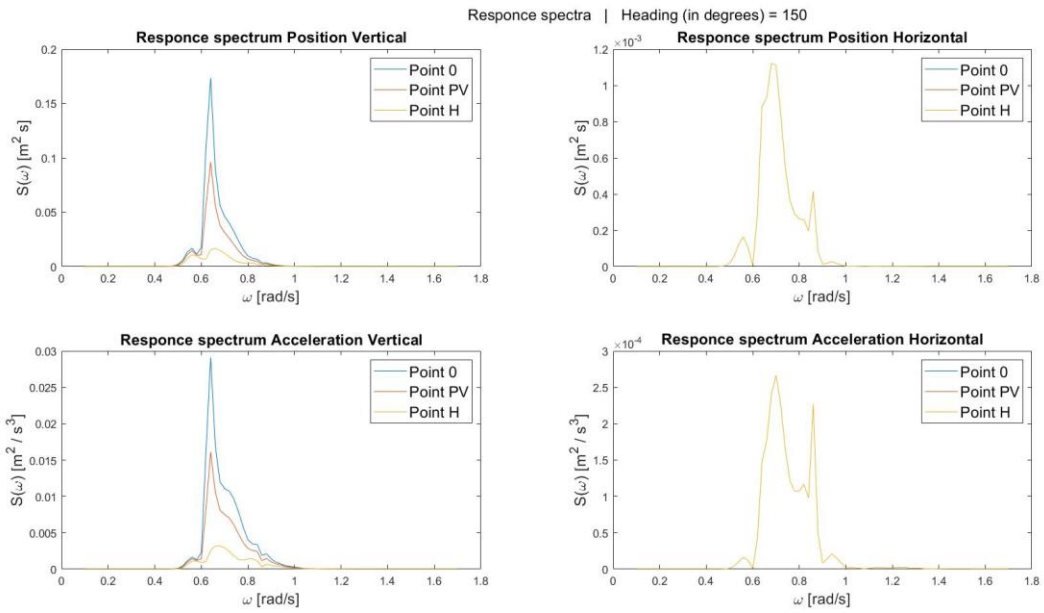 Responce spectra | Heading (in degrees) = 150
Responce spectrum Position Vertical
0.2
0.15
0.1
0.05
0
S(ω) [m² s]
Point 0
Point PV
Point H
0 0.2 0.4 0.6 0.8 1 1.2 1.4 1.6 1.8
ω [rad/s]
Responce spectrum Position Horizontal
×10⁻³
1.2
1
0.8
0.6
0.4
0.2
0
S(ω) [m² s]
Point 0
Point PV
Point H
0 0.2 0.4 0.6 0.8 1 1.2 1.4 1.6 1.8
ω [rad/s]
Responce spectrum Acceleration Vertical
0.03
0.025
0.02
0.015
0.01
0.005
0
S(ω) [m² / s³]
Point 0
Point PV
Point H
0 0.2 0.4 0.6 0.8 1 1.2 1.4 1.6 1.8
ω [rad/s]
Responce spectrum Acceleration Horizontal
×10⁻⁴
3
2.5
2
1.5
1
0.5
0
S(ω) [m² / s³]
Point 0
Point PV
Point H
0 0.2 0.4 0.6 0.8 1 1.2 1.4 1.6 1.8
ω [rad/s]